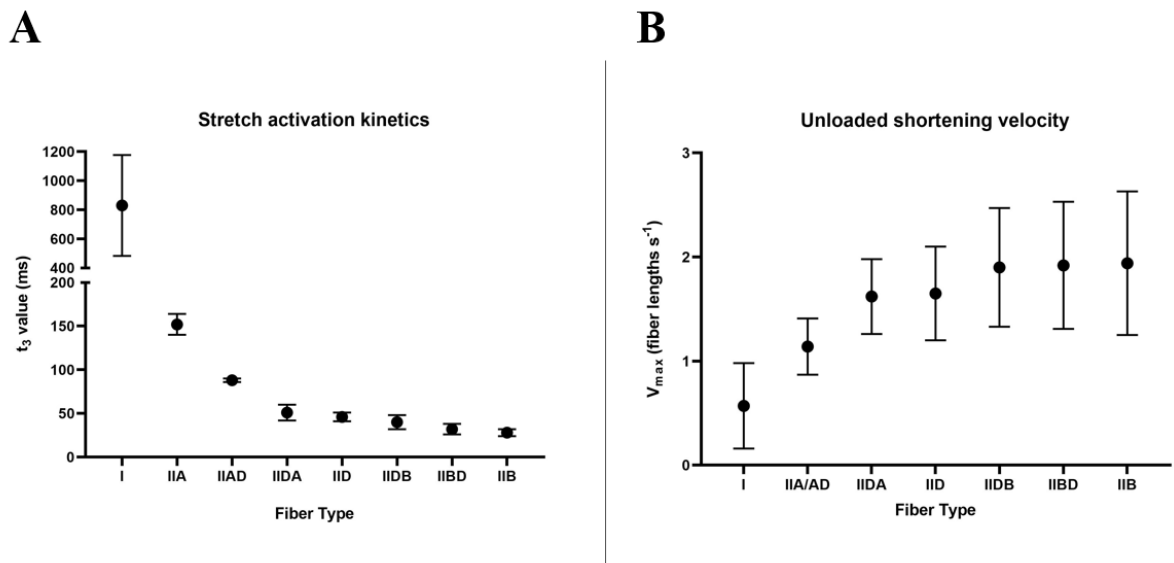 A
Stretch activation kinetics
t₃ value (ms)
1200
1000
800
600
400
200
150
100
50
0
I IIA IIAD IIDA IID IIDB IIBD IIB
Fiber Type
B
Unloaded shortening velocity
Vmax (fiber lengths s⁻¹)
3
2
1
0
I IIA/AD IIDA IID IIDB IIBD IIB
Fiber Type